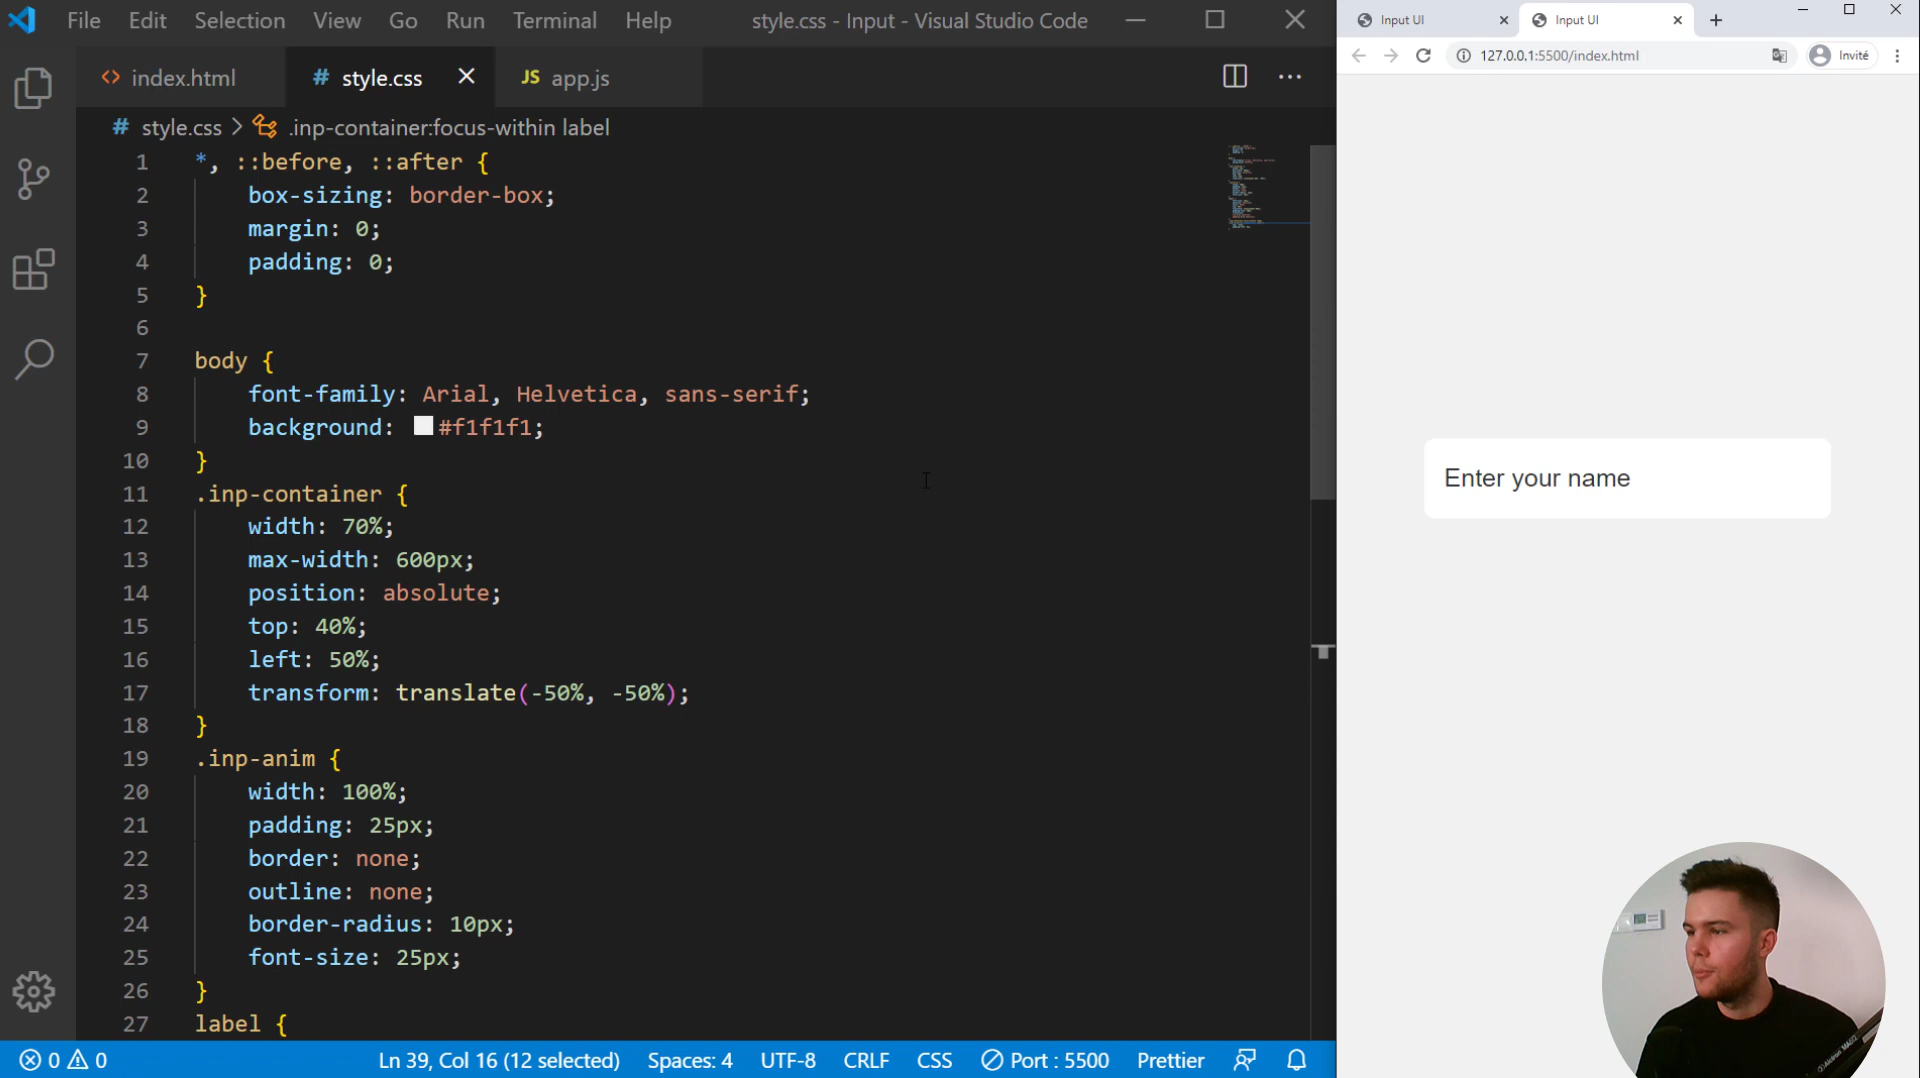 File Edit Selection View Go Run Terminal Help style.css - Input - Visual Studio Code
index.html # style.css JS app.js
# style.css > .inp-container:focus-within label
1 *, ::before, ::after {
2 box-sizing: border-box;
3 margin: 0;
4 padding: 0;
5 }
6
7 body {
8 font-family: Arial, Helvetica, sans-serif;
9 background: #f1f1f1;
10 }
11 .inp-container {
12 width: 70%;
13 max-width: 600px;
14 position: absolute;
15 top: 40%;
16 left: 50%;
17 transform: translate(-50%, -50%);
18 }
19 .inp-anim {
20 width: 100%;
21 padding: 25px;
22 border: none;
23 outline: none;
24 border-radius: 10px;
25 font-size: 25px;
26 }
27 label {
0 0 Ln 39, Col 16 (12 selected) Spaces: 4 UTF-8 CRLF CSS Port : 5500 Prettier
Input UI Input UI
127.0.0.1:5500/index.html Invité
Enter your name